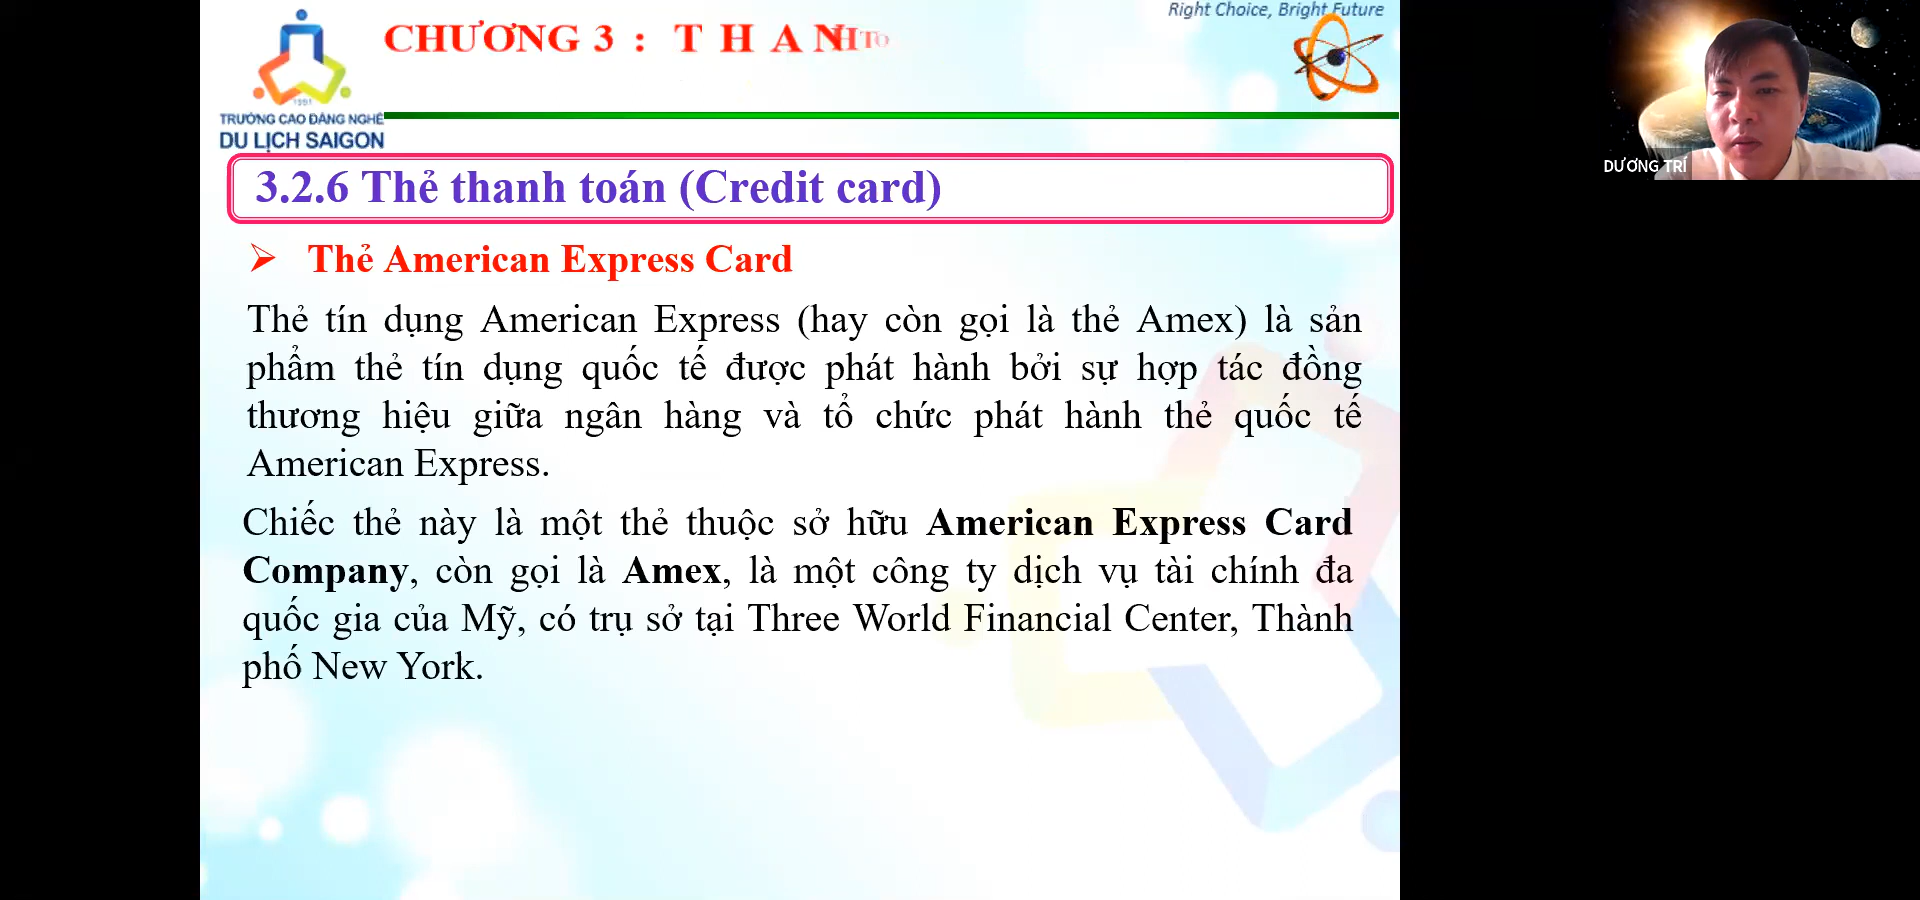 Right Choice, Bright Future
CHƯƠNG 3 : THANH TO
1991
TRƯỜNG CAO ĐẲNG NGHỀ
DU LỊCH SAIGON
DƯƠNG TRÍ
3.2.6 Thẻ thanh toán (Credit card)
Thẻ American Express Card
Thẻ tín dụng American Express (hay còn gọi là thẻ Amex) là sản
phẩm thẻ tín dụng quốc tế được phát hành bởi sự hợp tác đồng
thương hiệu giữa ngân hàng và tổ chức phát hành thẻ quốc tế
American Express.
Chiếc thẻ này là một thẻ thuộc sở hữu American Express Card
Company, còn gọi là Amex, là một công ty dịch vụ tài chính đa
quốc gia của Mỹ, có trụ sở tại Three World Financial Center, Thành
phố New York.